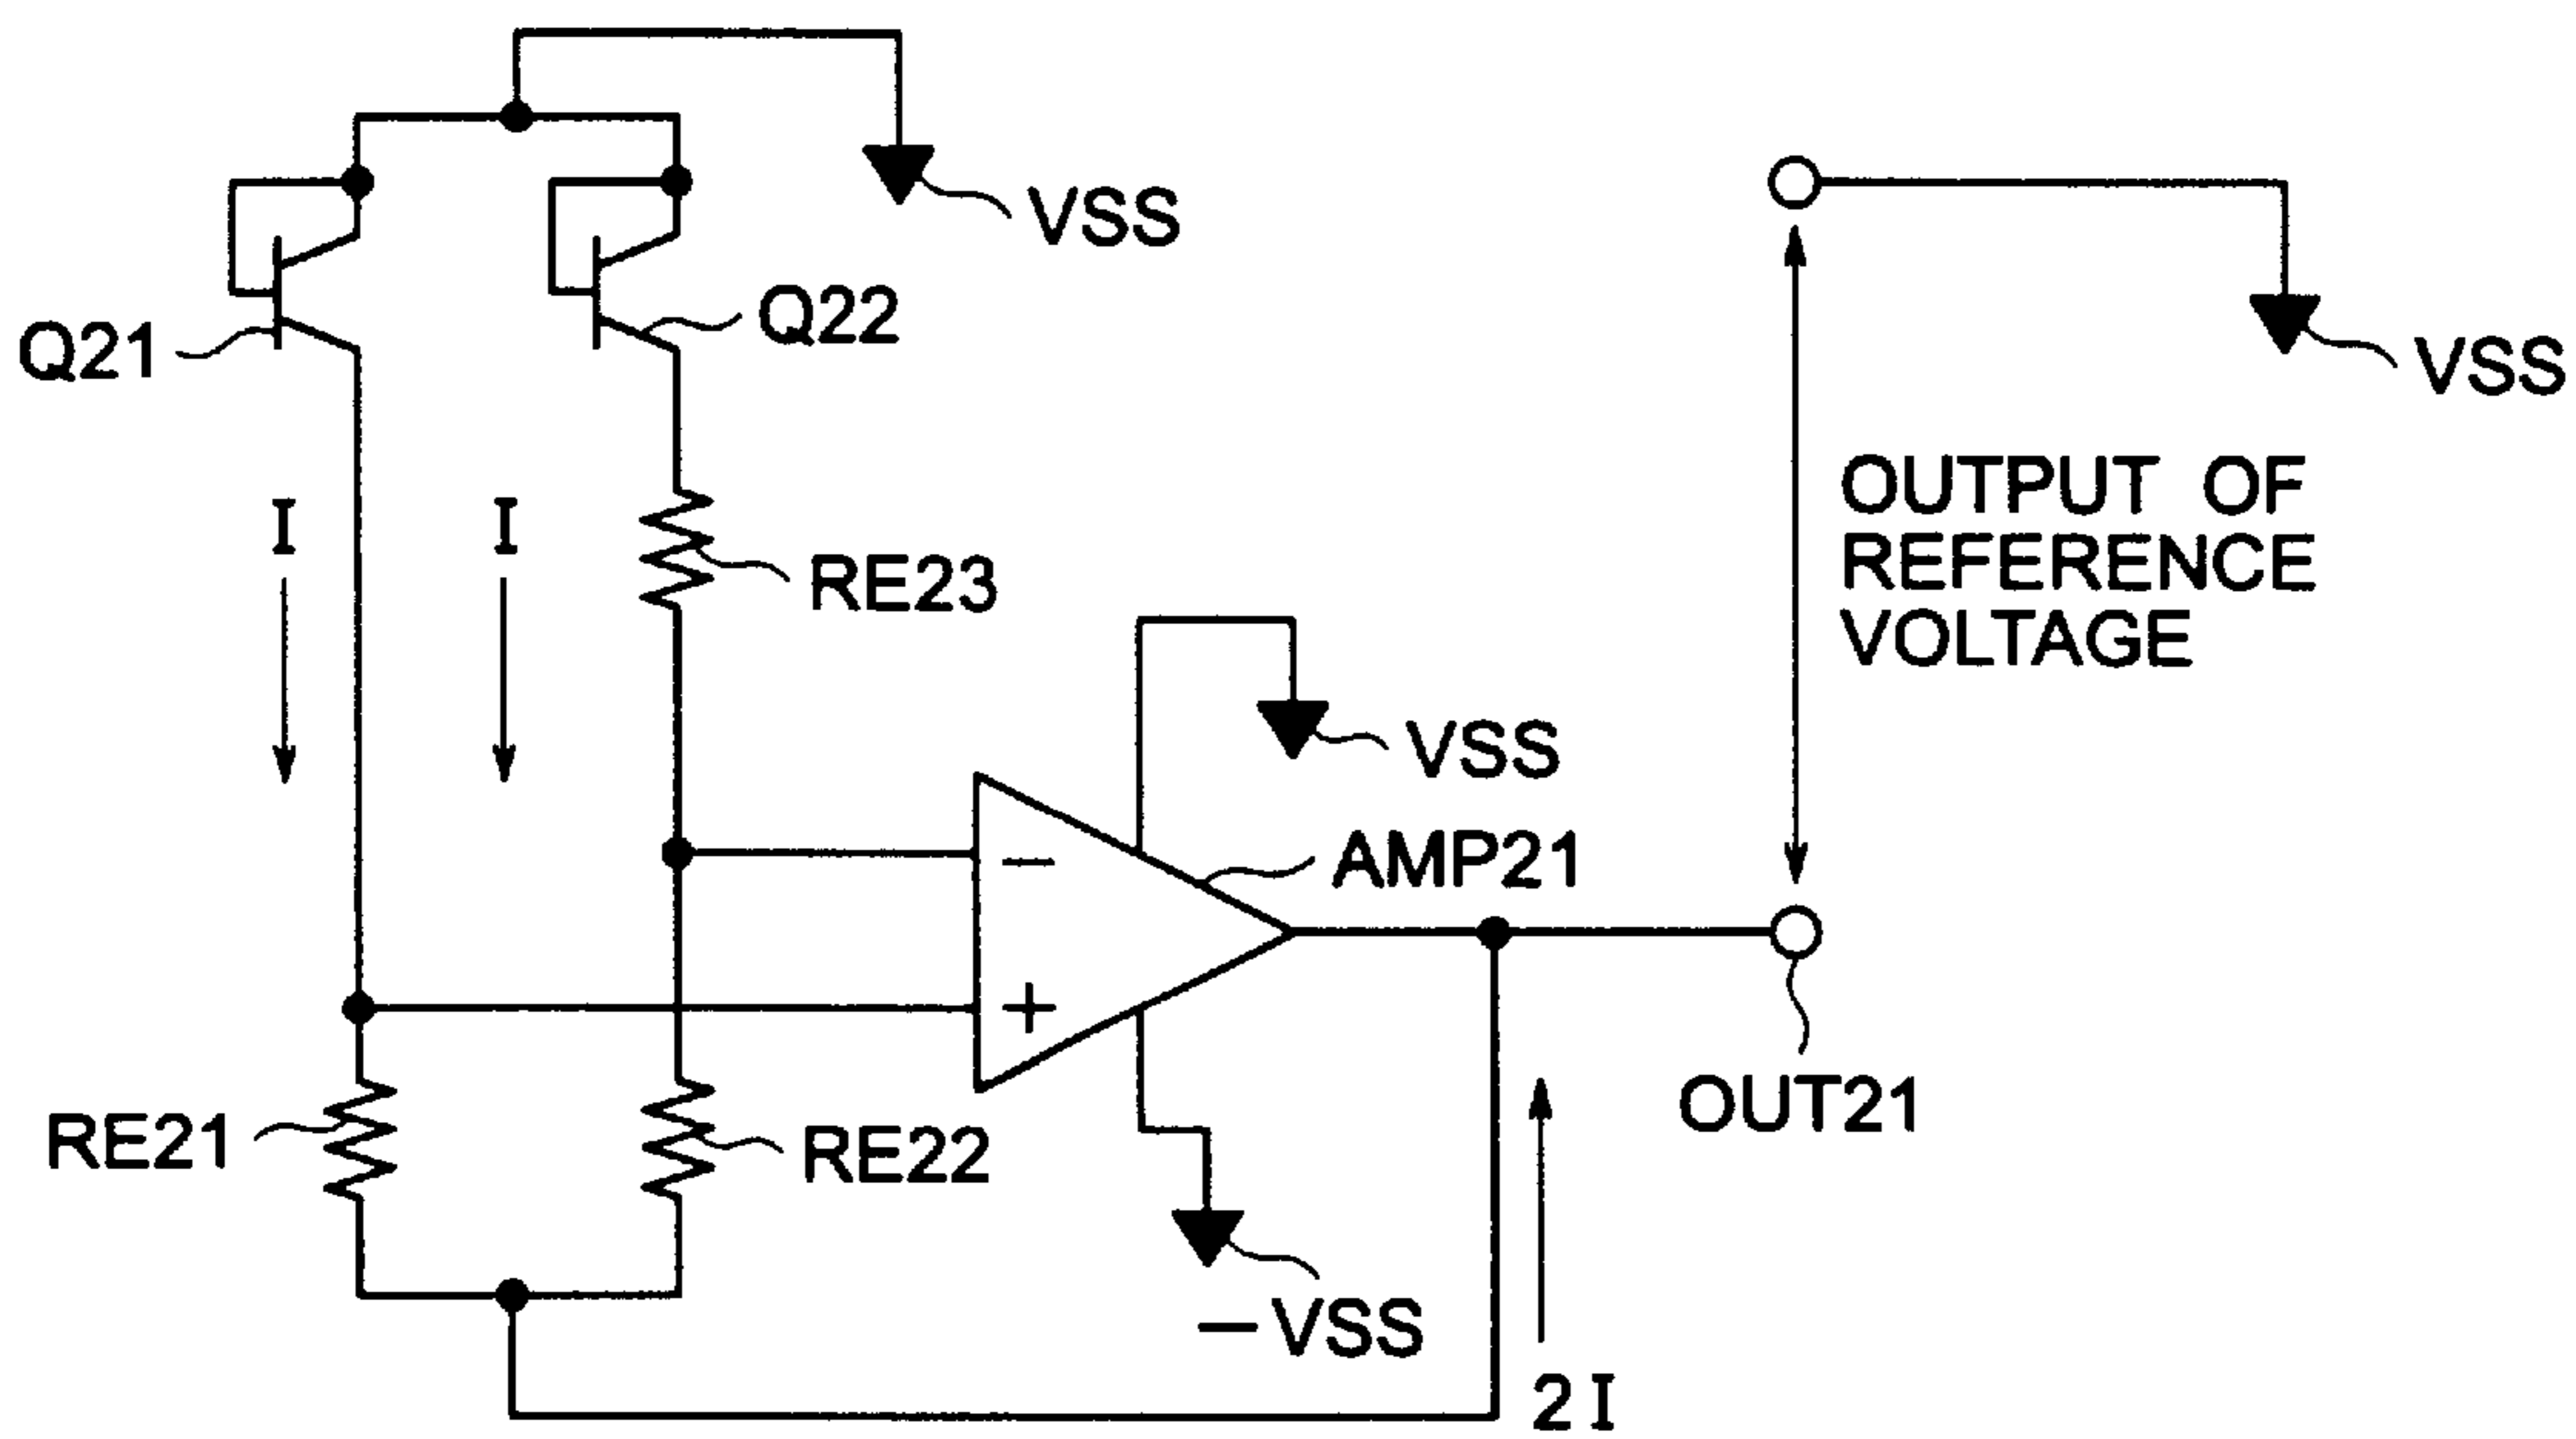 VSS
Q21
Q22
VSS
I
I
RE23
OUTPUT OF
REFERENCE
VOLTAGE
VSS
AMP21
−
+
OUT21
RE21
RE22
−VSS
2I